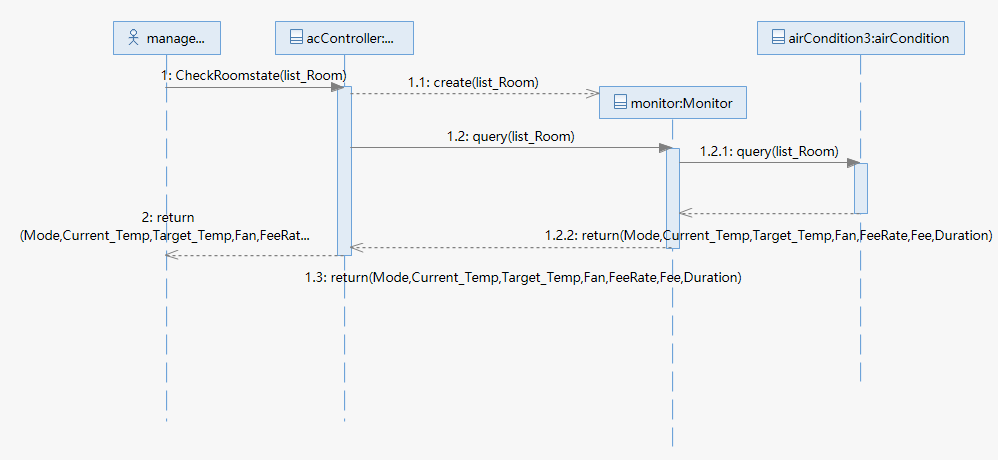 manage...
acController:...
airCondition3:airCondition
1: CheckRoomstate(list_Room)
1.1: create(list_Room)
monitor:Monitor
1.2: query(list_Room)
1.2.1: query(list_Room)
2: return
(Mode,Current_Temp,Target_Temp,Fan,FeeRat...
1.2.2: return(Mode,Current_Temp,Target_Temp,Fan,FeeRate,Fee,Duration)
1.3: return(Mode,Current_Temp,Target_Temp,Fan,FeeRate,Fee,Duration)